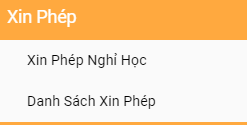 Xin Phép
Xin Phép Nghỉ Học
Danh Sách Xin Phép